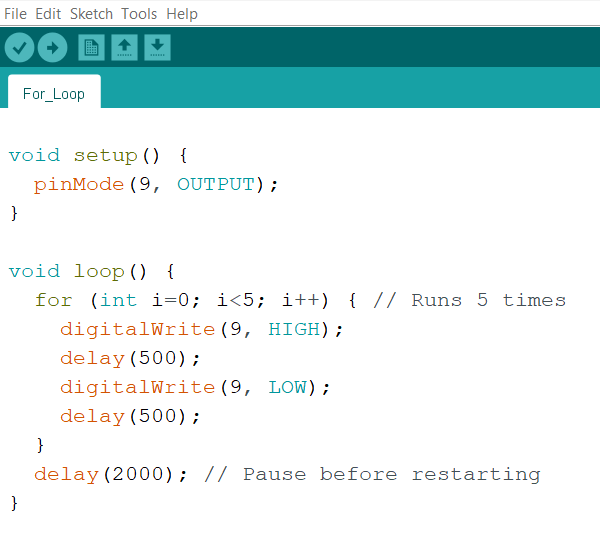 File Edit Sketch Tools Help
For_Loop
void setup() {
  pinMode(9, OUTPUT);
}
void loop() {
  for (int i=0; i<5; i++) { // Runs 5 times
    digitalWrite(9, HIGH);
    delay(500);
    digitalWrite(9, LOW);
    delay(500);
  }
  delay(2000); // Pause before restarting
}